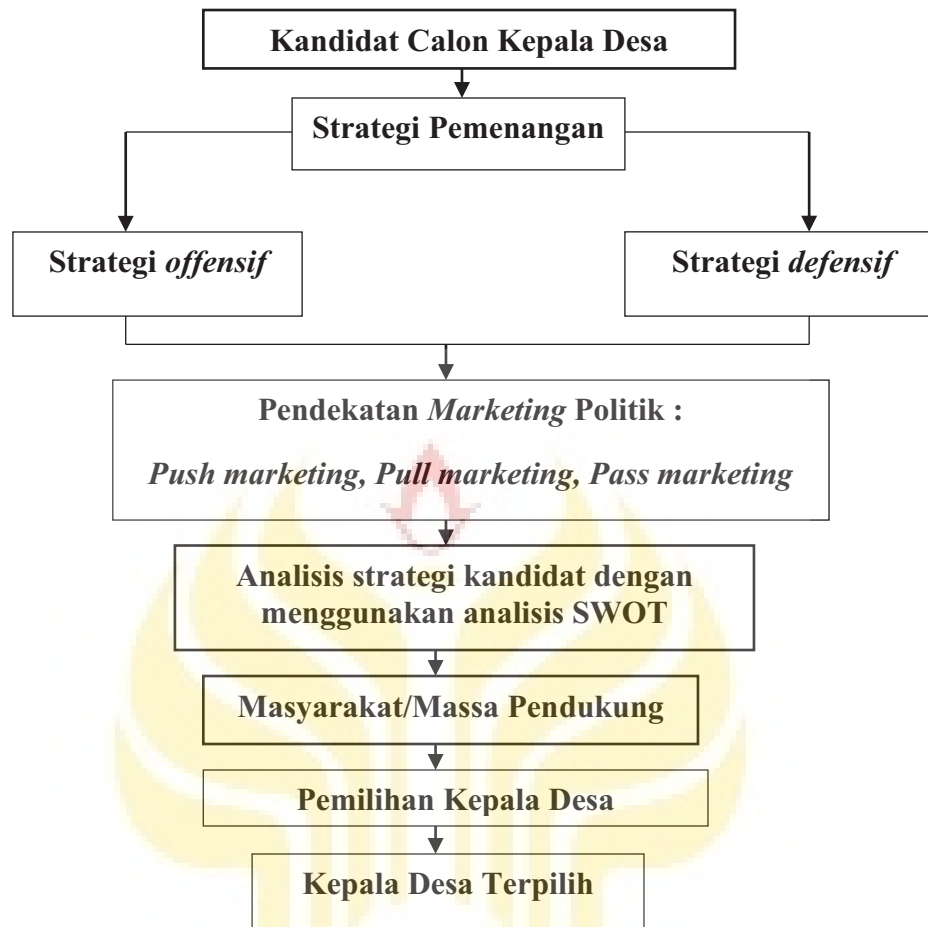 Kandidat Calon Kepala Desa
Strategi Pemenangan
Strategi offensif
Strategi defensif
Pendekatan Marketing Politik :
Push marketing, Pull marketing, Pass marketing
Analisis strategi kandidat dengan
menggunakan analisis SWOT
Masyarakat/Massa Pendukung
Pemilihan Kepala Desa
Kepala Desa Terpilih